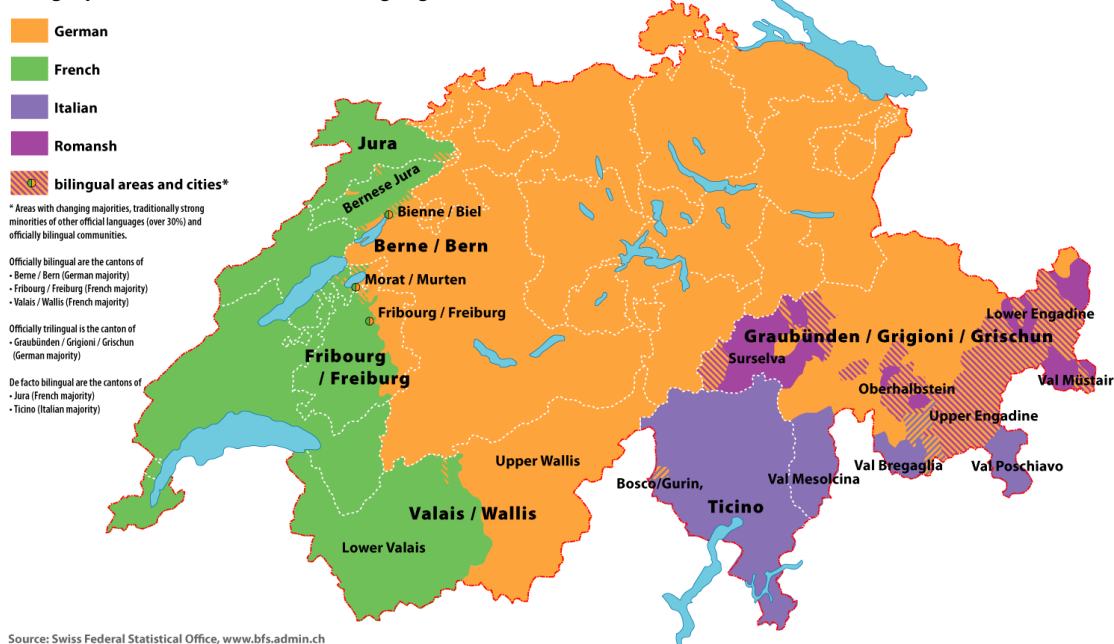 German
French
Italian
Romansh
bilingual areas and cities*
* Areas with changing majorities, traditionally strong
minorities of other official languages (over 30%) and
officially bilingual communities.
Officially bilingual are the cantons of
• Berne / Bern (German majority)
• Fribourg / Freiburg (French majority)
• Valais / Wallis (French majority)
Officially trilingual is the canton of
• Graubünden / Grigioni / Grischun
(German majority)
De facto bilingual are the cantons of
• Jura (French majority)
• Ticino (Italian majority)
Jura
Bernese Jura
Bienne / Biel
Berne / Bern
Morat / Murten
Fribourg / Freiburg
Fribourg
/ Freiburg
Lower Engadine
Graubünden / Grigioni / Grischun
Surselva
Val Müstair
Oberhalbstein
Upper Engadine
Upper Wallis
Val Bregaglia
Val Poschiavo
Bosco/Gurin,
Val Mesolcina
Ticino
Valais / Wallis
Lower Valais
Source: Swiss Federal Statistical Office, www.bfs.admin.ch